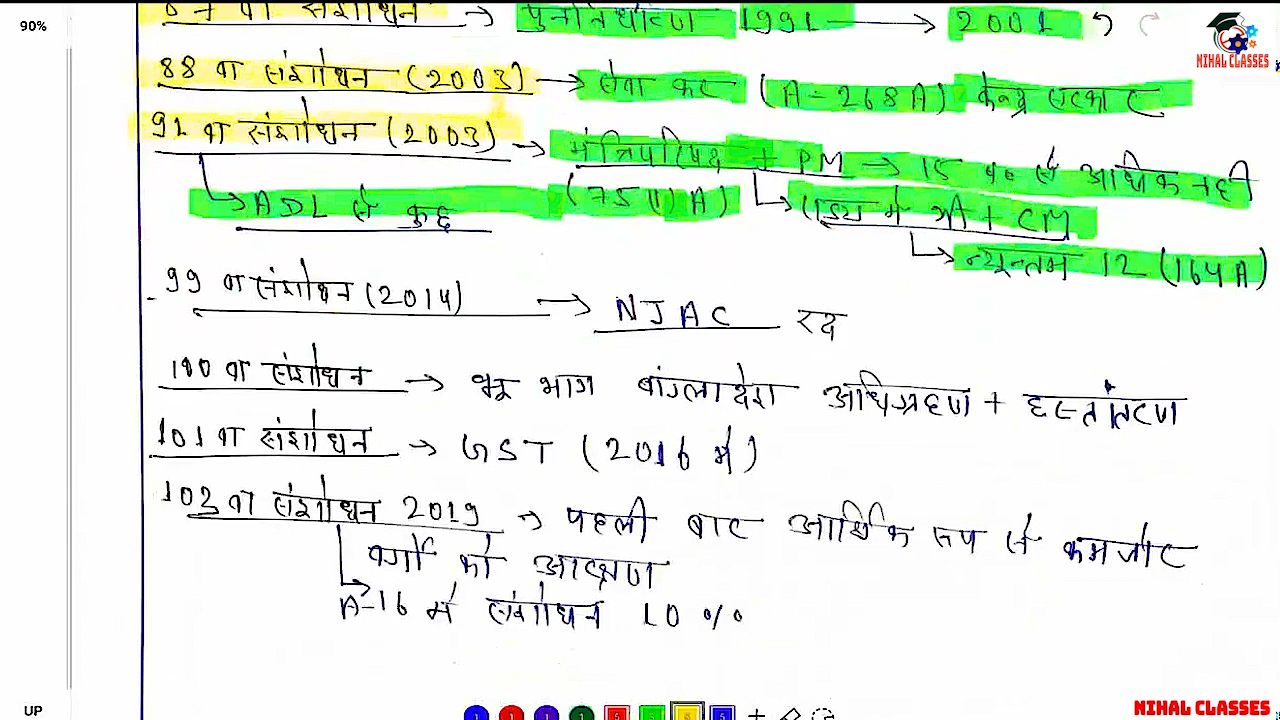 90%
संशोधन → पुनर्निर्धारण 1991 → 2001
NIHAL CLASSES
88 वा संशोधन (2003) → सेवा कर (A-268A) केन्द्र सरकार
91 वा संशोधन (2003) → मंत्रिपरिषद + PM → 15 % से अधिक नही
→ ADL से कुछ (75(1)A) → राज्य में + CM
→ न्यूनतम 12 (164A)
99 वा संशोधन (2014) → NJAC रद
100 वा संशोधन → भू भाग बांग्लादेश अधिग्रहण + हस्तांतरण
101 वा संशोधन → GST (2016 में)
103 वा संशोधन 2019 → पहली बार आर्थिक रूप से कमजोर
वर्गों को आरक्षण
→ A-16 में संशोधन 10 %
UP
NIHAL CLASSES